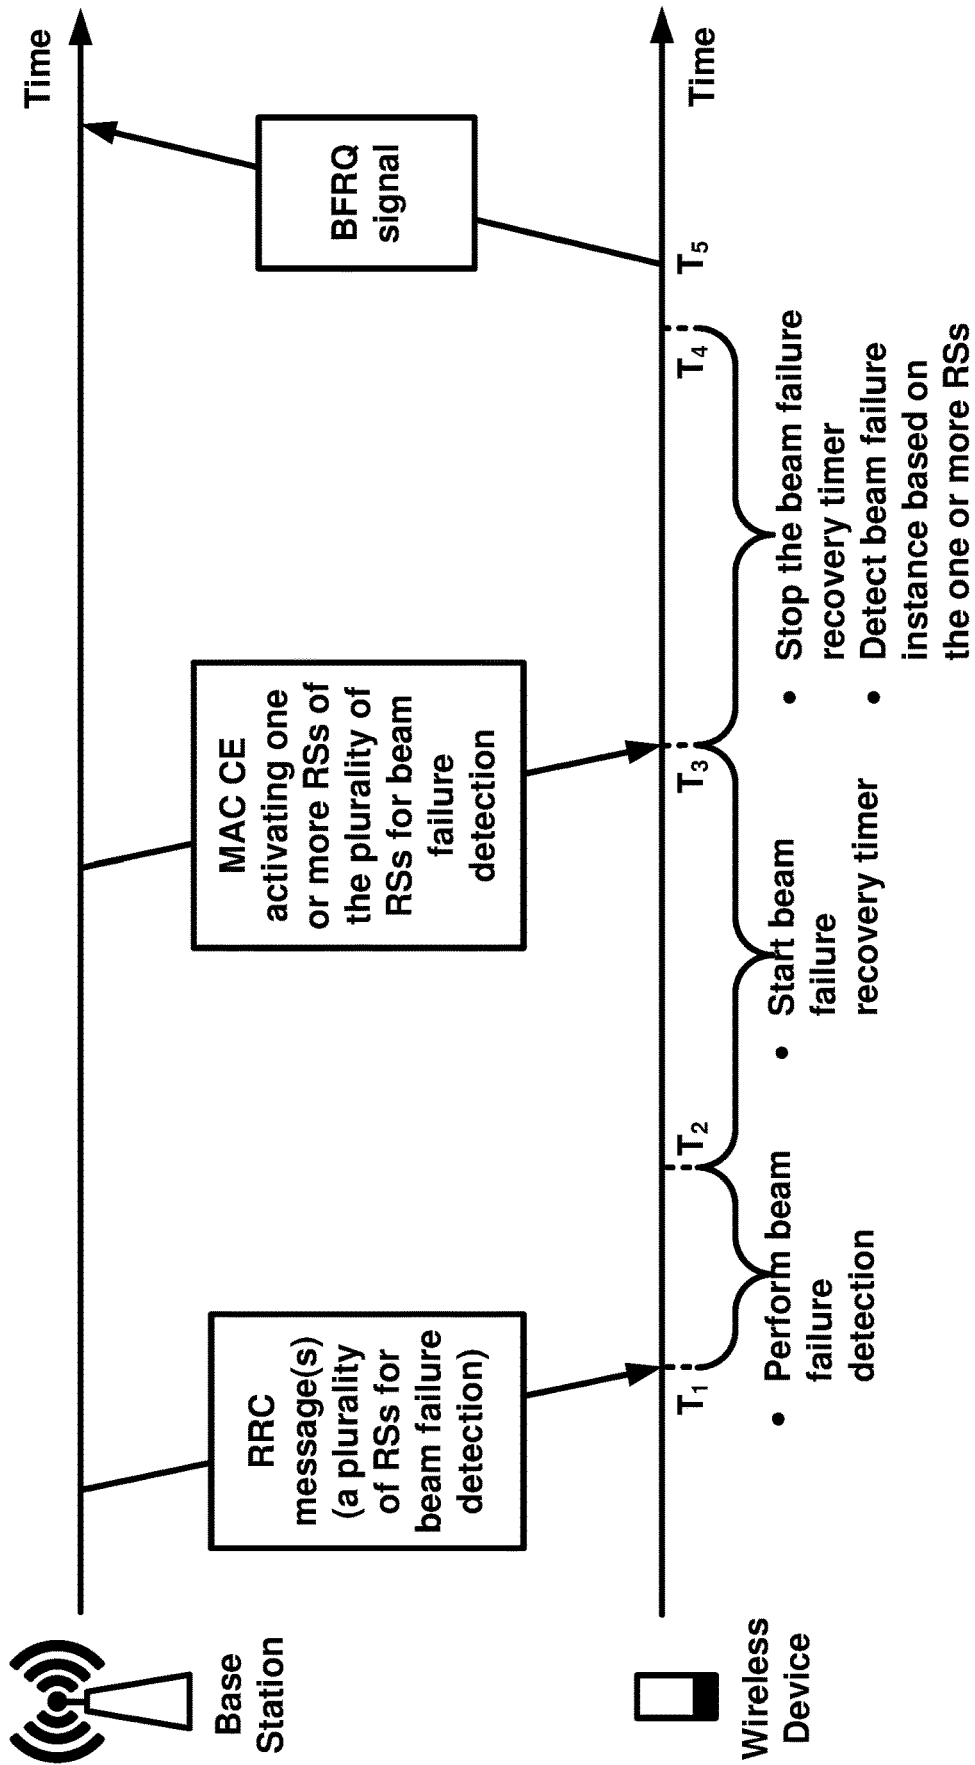 Base
Station
Time
RRC
message(s)
(a plurality
of RSs for
beam failure
detection)
MAC CE
activating one
or more RSs of
the plurality of
RSs for beam
failure
detection
BFRQ
signal
Wireless
Device
T1
T2
T3
T4
T5
Time
• Perform beam
failure
detection
• Start beam
failure
recovery timer
• Stop the beam failure
recovery timer
• Detect beam failure
instance based on
the one or more RSs